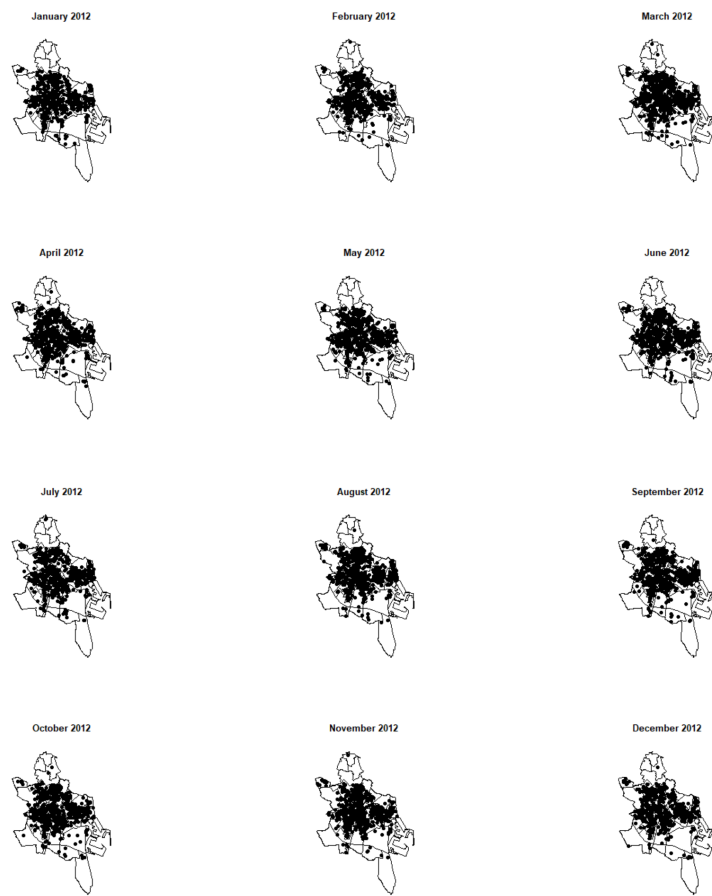 January 2012
February 2012
March 2012
April 2012
May 2012
June 2012
July 2012
August 2012
September 2012
October 2012
November 2012
December 2012